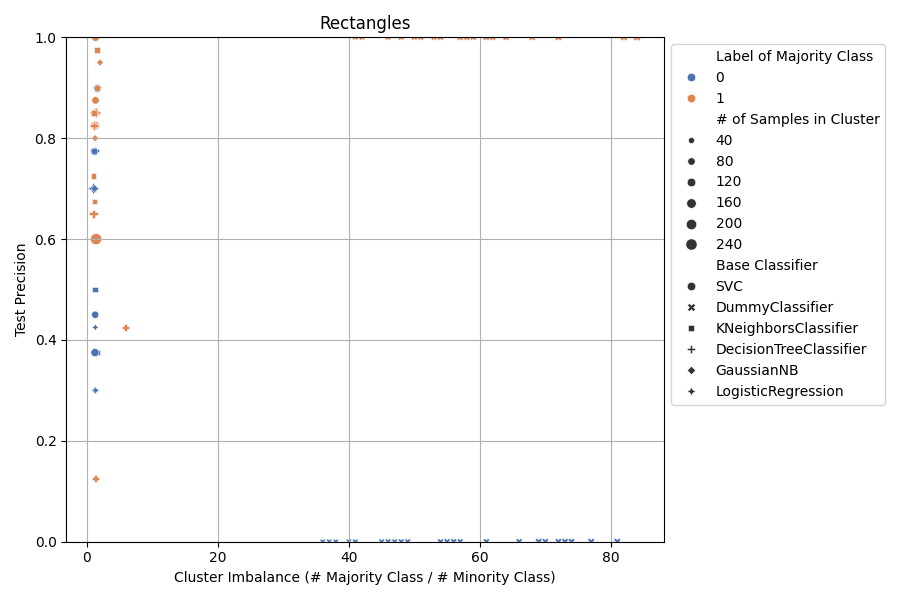 Rectangles
1.0
0.8
0.6
0.4
0.2
0.0
Test Precision
0
20
40
60
80
Cluster Imbalance (# Majority Class / # Minority Class)
Label of Majority Class
0
1
# of Samples in Cluster
40
80
120
160
200
240
Base Classifier
SVC
DummyClassifier
KNeighborsClassifier
DecisionTreeClassifier
GaussianNB
LogisticRegression